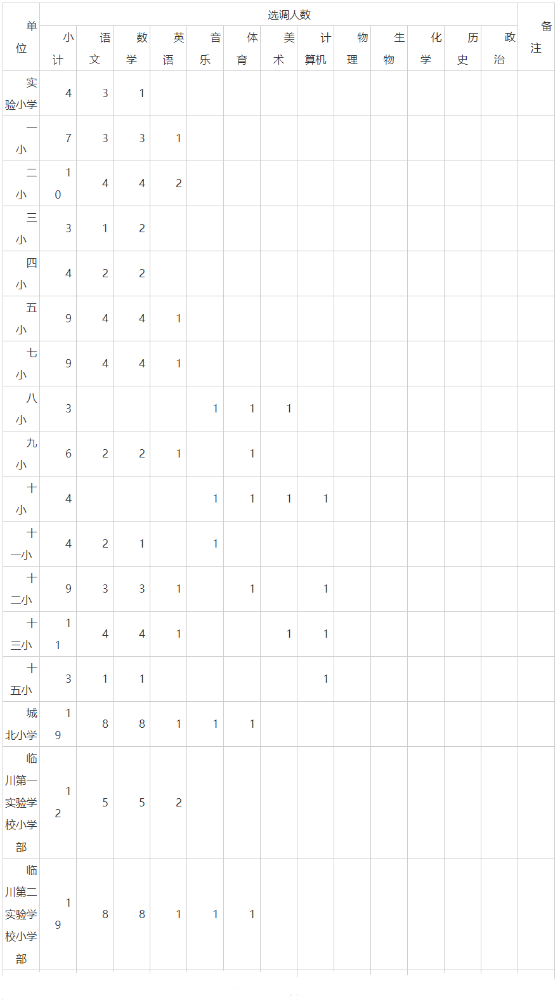 单位 选调人数 备注
小计 语文 数学 英语 音乐 体育 美术 计算机 物理 生物 化学 历史 政治
实验小学 4 3 1
一小 7 3 3 1
二小 10 4 4 2
三小 3 1 2
四小 4 2 2
五小 9 4 4 1
七小 9 4 4 1
八小 3 1 1 1
九小 6 2 2 1 1
十小 4 1 1 1 1
十一小 4 2 1 1
十二小 9 3 3 1 1 1
十三小 11 4 4 1 1 1
十五小 3 1 1 1
城北小学 19 8 8 1 1 1
临川第一实验学校小学部 12 5 5 2
临川第二实验学校小学部 19 8 8 1 1 1